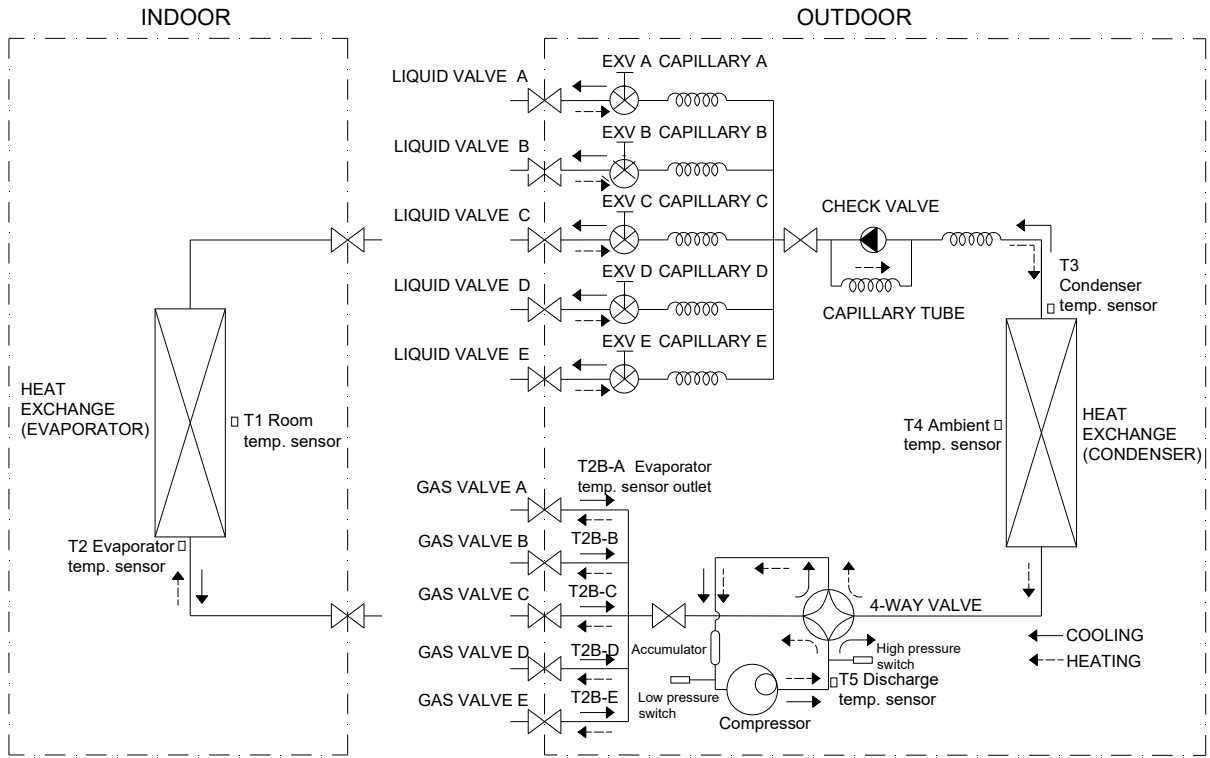 INDOOR
OUTDOOR
LIQUID VALVE A
EXV A CAPILLARY A
LIQUID VALVE B
EXV B CAPILLARY B
LIQUID VALVE C
EXV C CAPILLARY C
LIQUID VALVE D
EXV D CAPILLARY D
LIQUID VALVE E
EXV E CAPILLARY E
CHECK VALVE
CAPILLARY TUBE
T3
Condenser
temp. sensor
HEAT
EXCHANGE
(EVAPORATOR)
T1 Room
temp. sensor
T4 Ambient
temp. sensor
HEAT
EXCHANGE
(CONDENSER)
T2 Evaporator
temp. sensor
T2B-A Evaporator
temp. sensor outlet
GAS VALVE A
GAS VALVE B
T2B-B
GAS VALVE C
T2B-C
GAS VALVE D
T2B-D
GAS VALVE E
T2B-E
4-WAY VALVE
Accumulator
High pressure
switch
T5 Discharge
temp. sensor
Low pressure
switch
Compressor
COOLING
HEATING